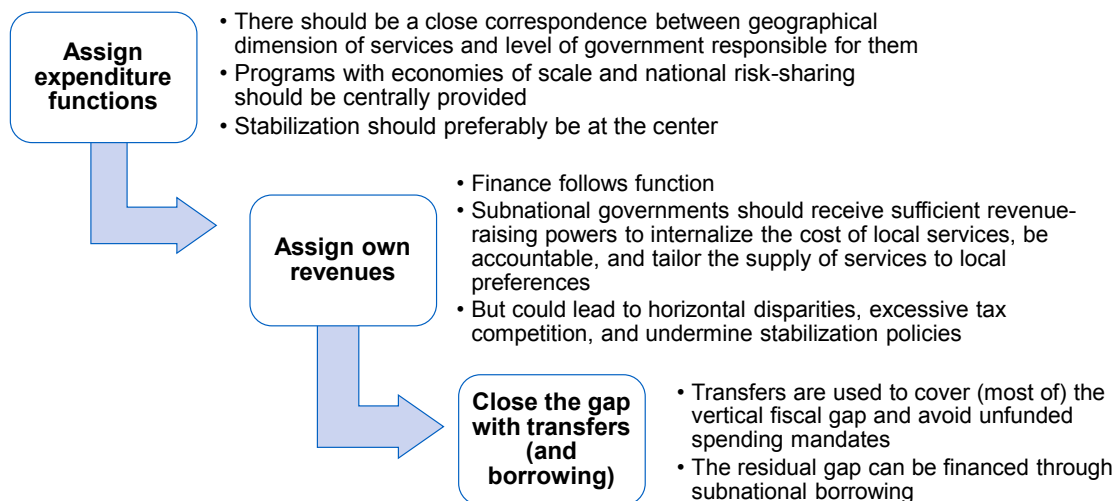 Assign
expenditure
functions
• There should be a close correspondence between geographical
dimension of services and level of government responsible for them
• Programs with economies of scale and national risk-sharing
should be centrally provided
• Stabilization should preferably be at the center
Assign own
revenues
• Finance follows function
• Subnational governments should receive sufficient revenue-
raising powers to internalize the cost of local services, be
accountable, and tailor the supply of services to local
preferences
• But could lead to horizontal disparities, excessive tax
competition, and undermine stabilization policies
Close the gap
with transfers
(and
borrowing)
• Transfers are used to cover (most of) the
vertical fiscal gap and avoid unfunded
spending mandates
• The residual gap can be financed through
subnational borrowing